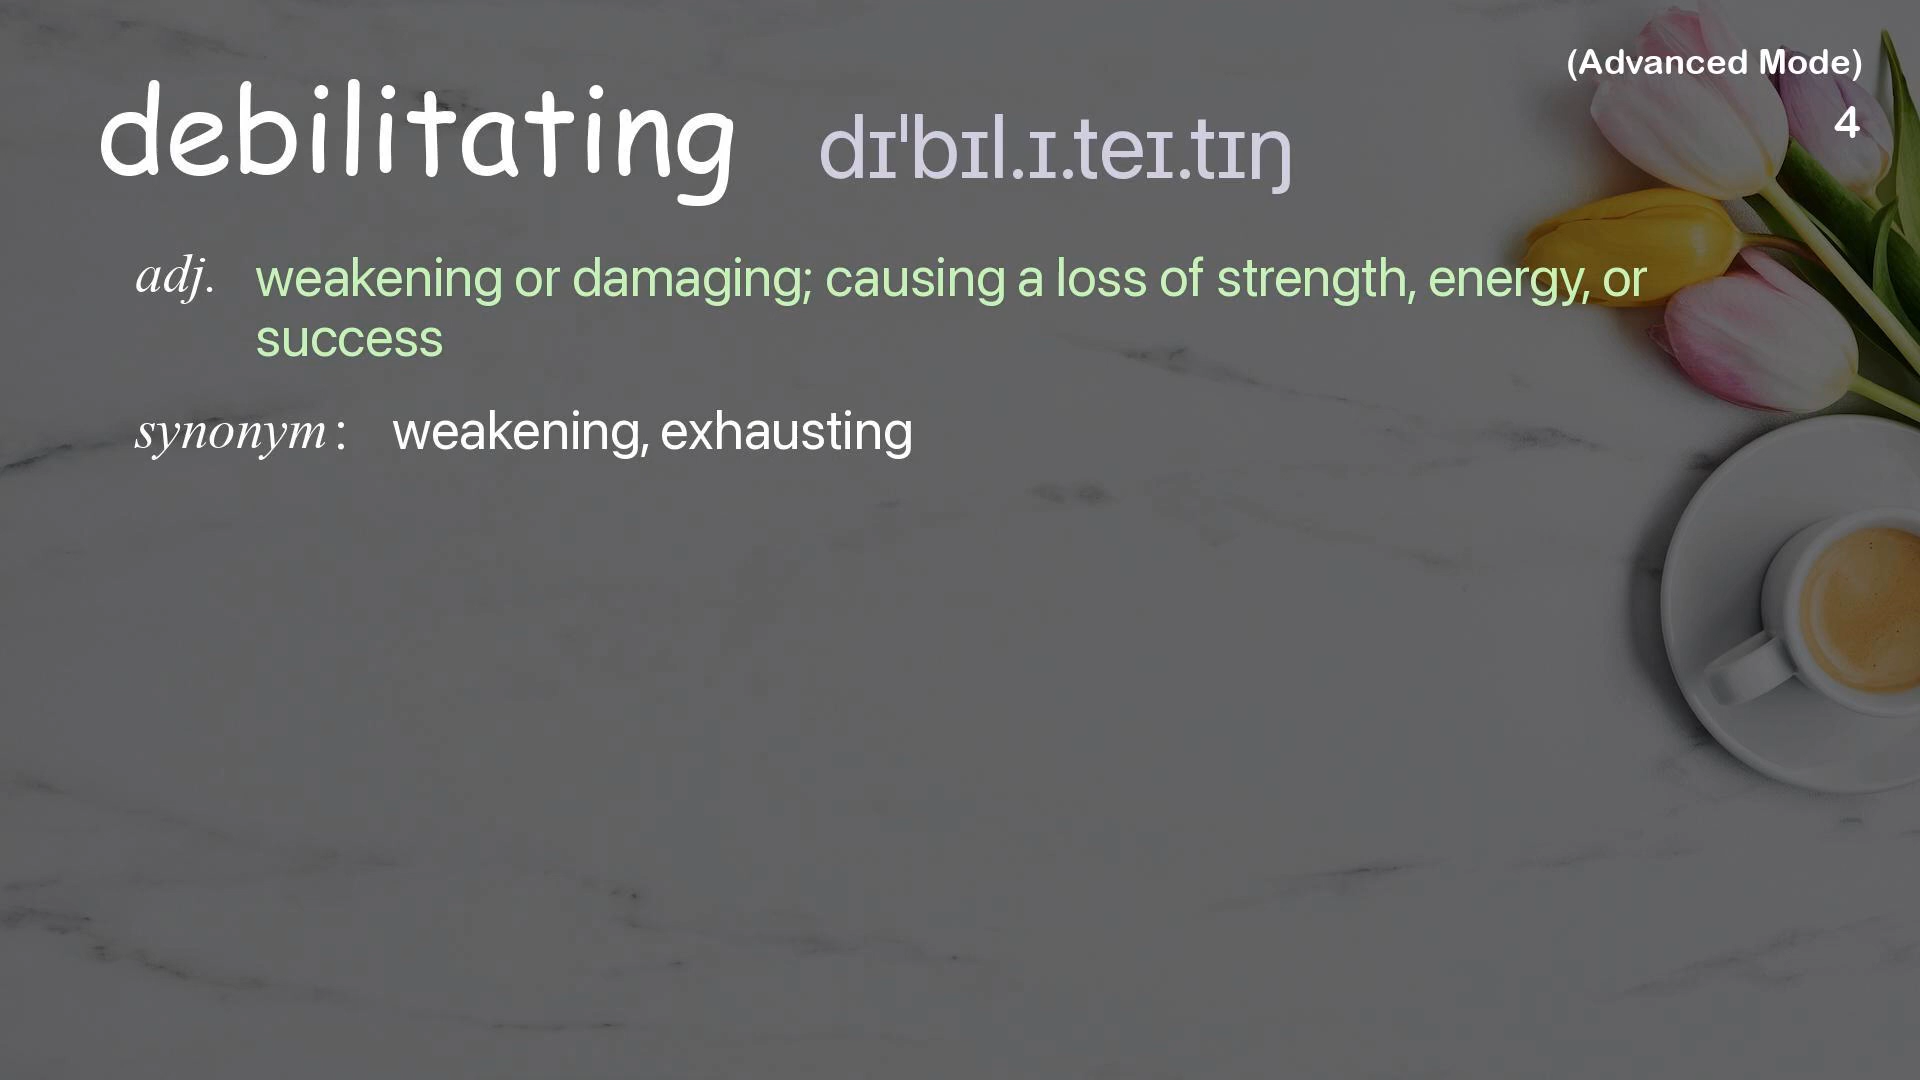 (Advanced Mode)
4
debilitating dɪˈbɪl.ɪ.teɪ.tɪŋ
adj. weakening or damaging; causing a loss of strength, energy, or
success
synonym: weakening, exhausting